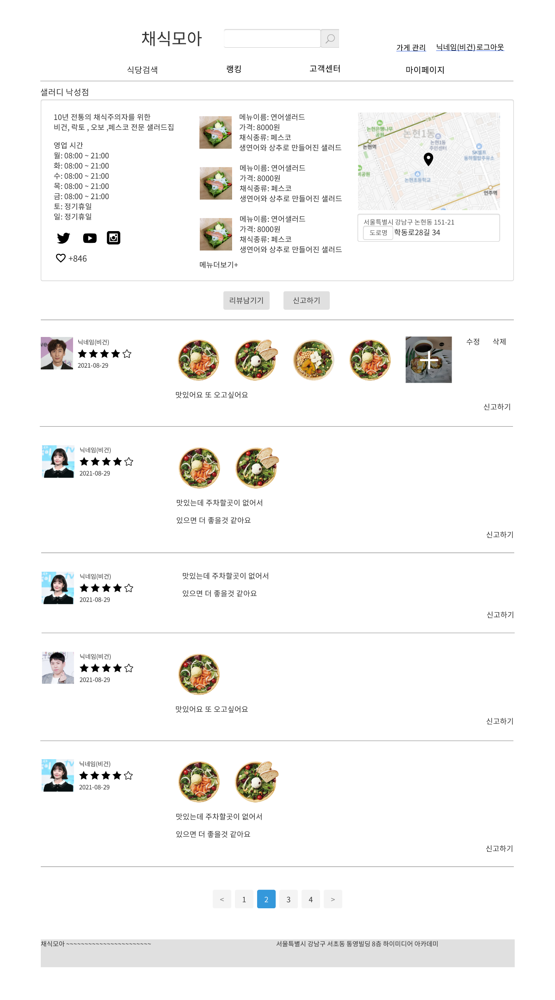 채식모아
가게 관리 닉네임(비건) 로그아웃
식당검색 랭킹 고객센터 마이페이지
샐러디 낙성점
10년 전통의 채식주의자를 위한
비건, 락토 , 오보 ,페스코 전문 샐러드집
영업 시간
월: 08:00 ~ 21:00
화: 08:00 ~ 21:00
수: 08:00 ~ 21:00
목: 08:00 ~ 21:00
금: 08:00 ~ 21:00
토: 정기휴일
일: 정기휴일
+846
메뉴이름: 연어샐러드
가격: 8000원
채식종류: 페스코
생연어와 상추로 만들어진 샐러드
메뉴이름: 연어샐러드
가격: 8000원
채식종류: 페스코
생연어와 상추로 만들어진 샐러드
메뉴이름: 연어샐러드
가격: 8000원
채식종류: 페스코
생연어와 상추로 만들어진 샐러드
메뉴더보기+
7호선
논현은행나무
공원
논현1동
논현역
논현1동
주민센터
SK셀프
동하힐탑주유소
비공원
논현초등학교
언주역
서울특별시 강남구 논현동 151-21
도로명 학동로28길 34
리뷰남기기 신고하기
닉네임(비건)
2021-08-29
수정 삭제
맛있어요 또 오고싶어요
신고하기
닉네임(비건)
2021-08-29
맛있는데 주차할곳이 없어서
있으면 더 좋을것 같아요
신고하기
닉네임(비건)
2021-08-29
맛있는데 주차할곳이 없어서
있으면 더 좋을것 같아요
신고하기
닉네임(비건)
2021-08-29
맛있어요 또 오고싶어요
신고하기
닉네임(비건)
2021-08-29
맛있는데 주차할곳이 없어서
있으면 더 좋을것 같아요
신고하기
< 1 2 3 4 >
채식모아 ~~~~~~~~~~~~~~~~~~~~~~~ 서울특별시 강남구 서초동 통영빌딩 8층 하이미디어 아카데미